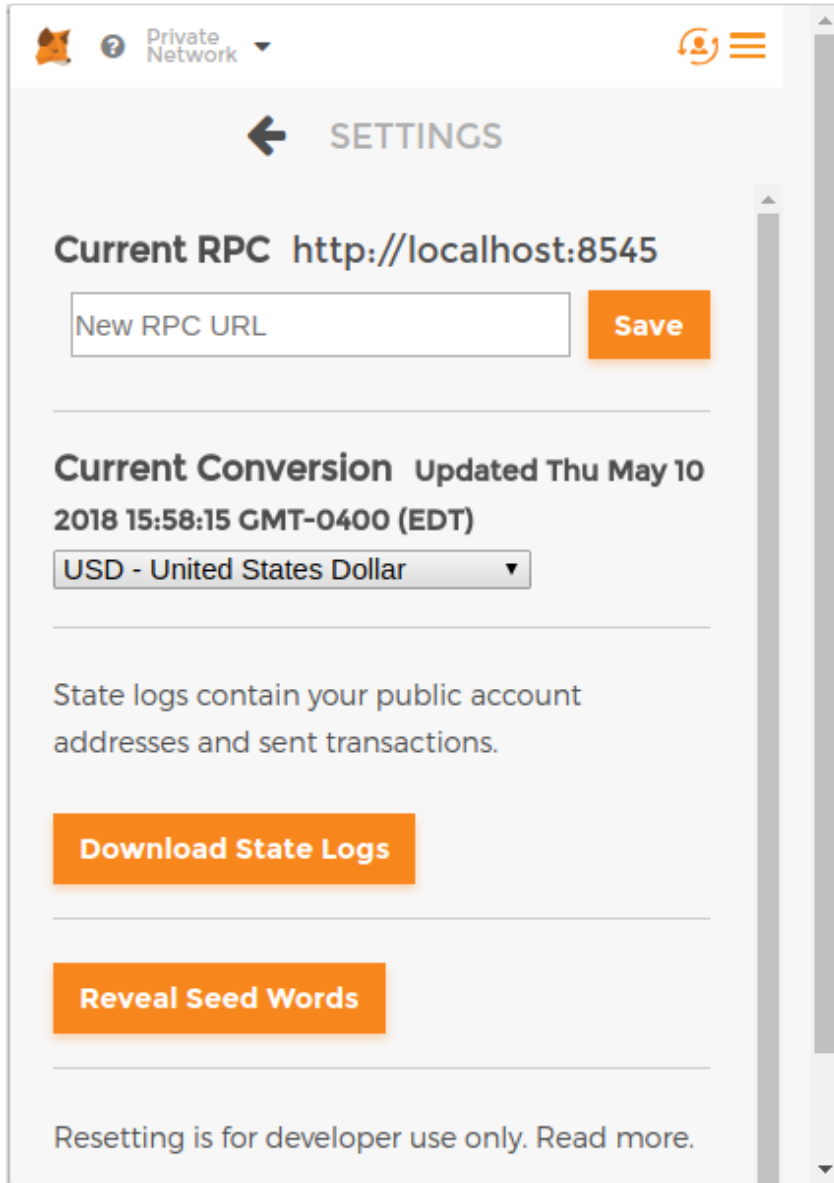 Private
Network
SETTINGS
Current RPC http://localhost:8545
New RPC URL
Save
Current Conversion Updated Thu May 10
2018 15:58:15 GMT-0400 (EDT)
USD - United States Dollar
State logs contain your public account
addresses and sent transactions.
Download State Logs
Reveal Seed Words
Resetting is for developer use only. Read more.